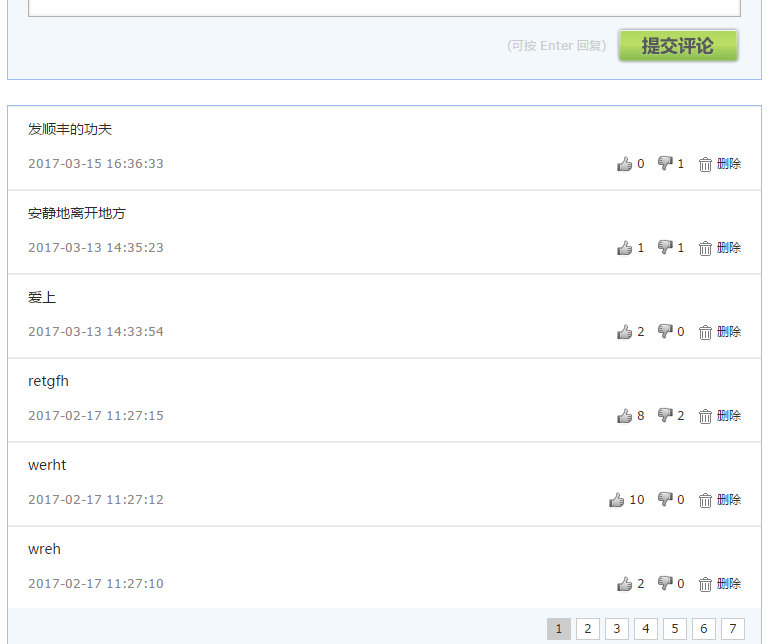 (可按 Enter 回复) 提交评论
发顺丰的功夫
2017-03-15 16:36:33 0 1 删除
安静地离开地方
2017-03-13 14:35:23 1 1 删除
爱上
2017-03-13 14:33:54 2 0 删除
retgfh
2017-02-17 11:27:15 8 2 删除
werht
2017-02-17 11:27:12 10 0 删除
wreh
2017-02-17 11:27:10 2 0 删除
1 2 3 4 5 6 7